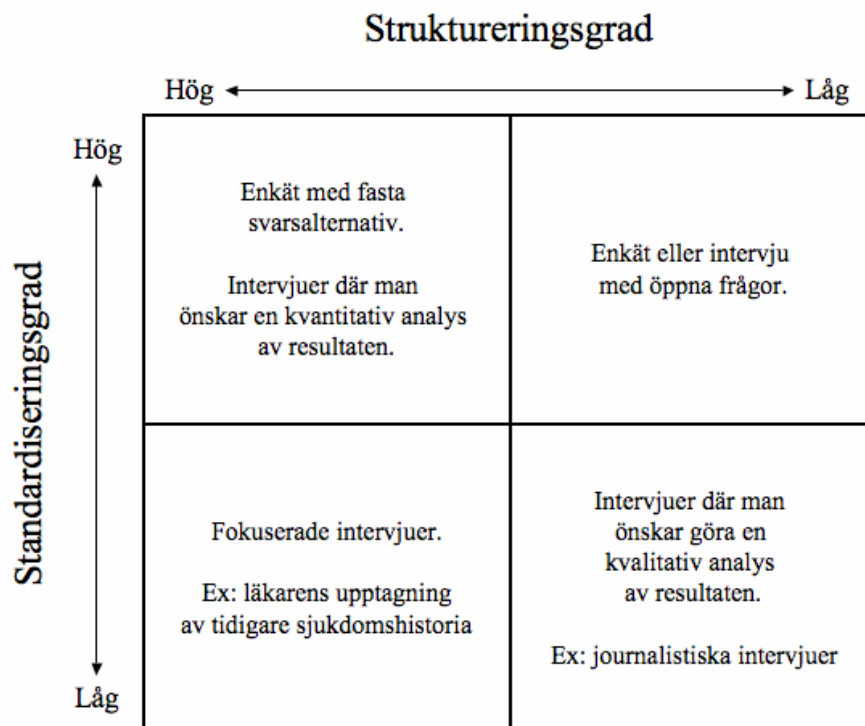 Struktureringsgrad
Hög
Låg
Standardiseringsgrad
Hög
Låg
Enkät med fasta
svarsalternativ.
Intervjuer där man
önskar en kvantitativ analys
av resultaten.
Enkät eller intervju
med öppna frågor.
Fokuserade intervjuer.
Ex: läkarens upptagning
av tidigare sjukdomshistoria
Intervjuer där man
önskar göra en
kvalitativ analys
av resultaten.
Ex: journalistiska intervjuer